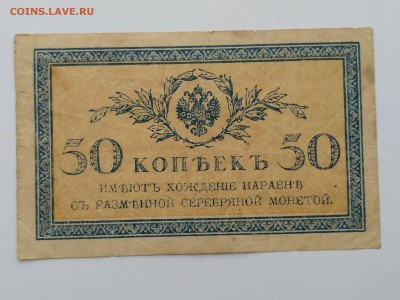 COINS.LAVE.RU
50 КОПѢЕКЪ 50
ИМѢЮТЪ ХОЖДЕНІЕ НАРАВНѢ
СЪ РАЗМѢННОЙ СЕРЕБРЯНОЙ МОНЕТОЙ.